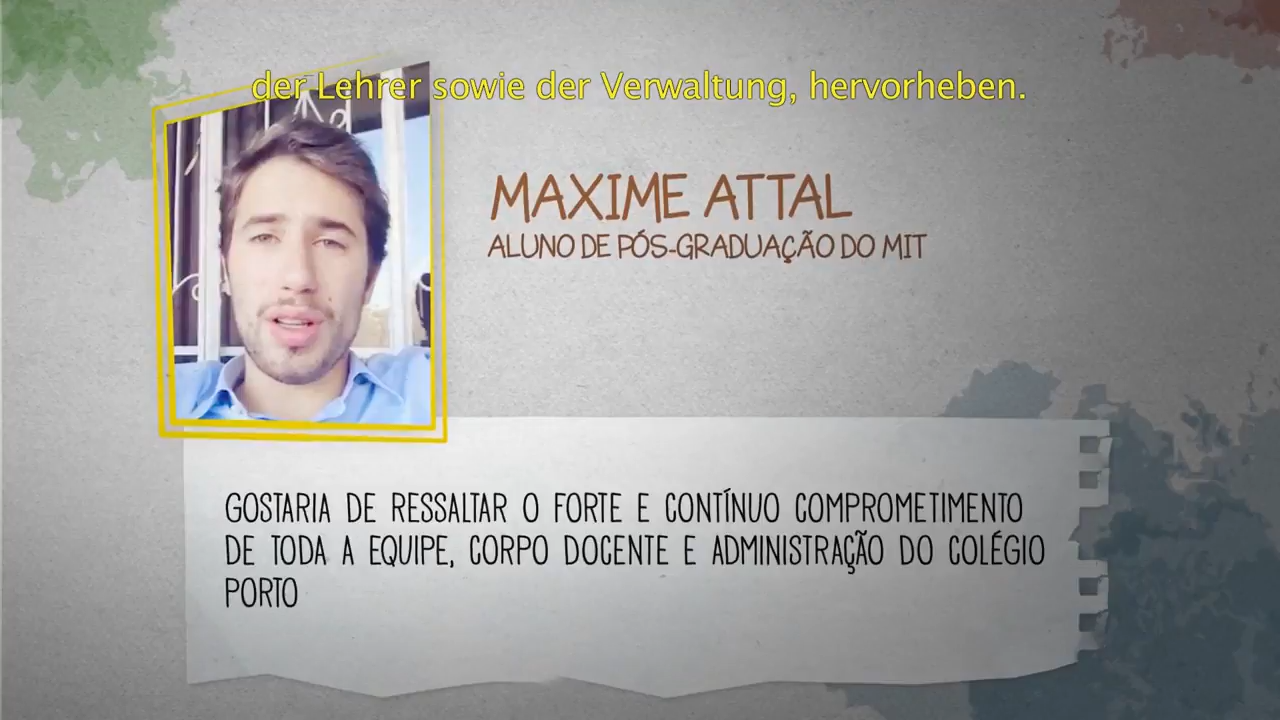 der Lehrer sowie der Verwaltung, hervorheben.
MAXIME ATTAL
ALUNO DE PÓS-GRADUAÇÃO DO MIT
GOSTARIA DE RESSALTAR O FORTE E CONTÍNUO COMPROMETIMENTO
DE TODA A EQUIPE, CORPO DOCENTE E ADMINISTRAÇÃO DO COLÉGIO
PORTO